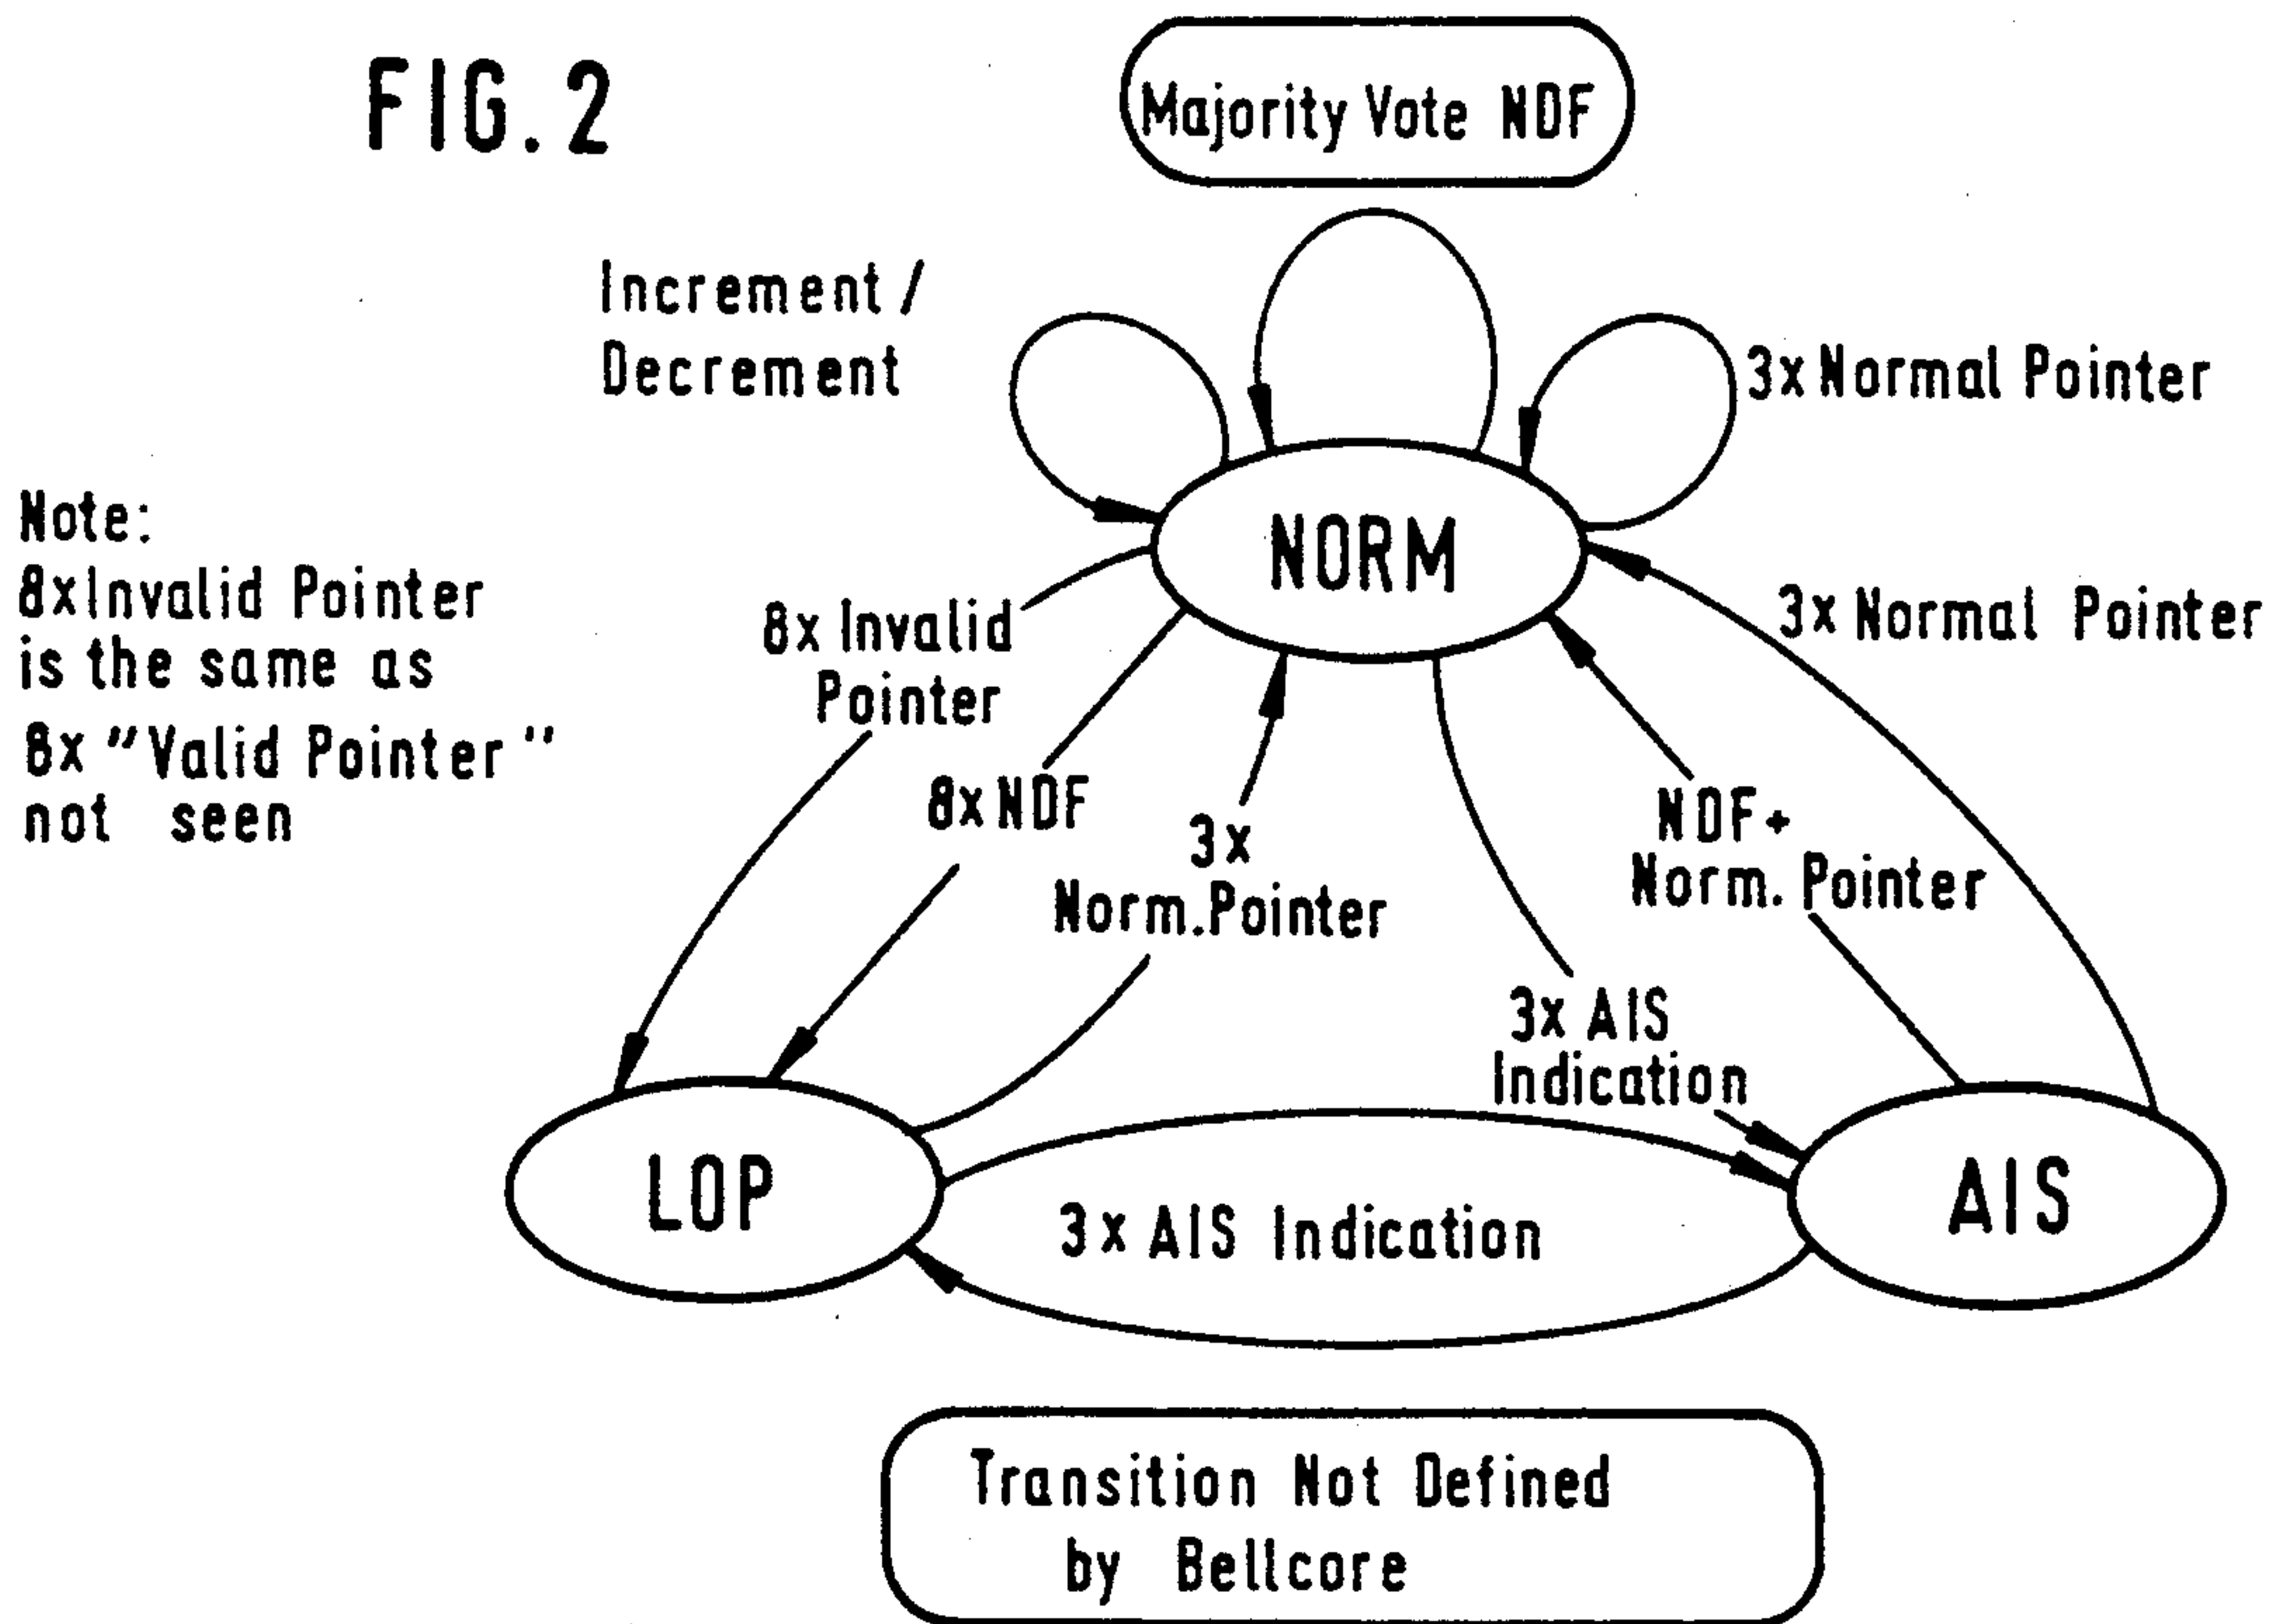 FIG.2
Majority Vote NDF
Increment /
Decrement
3x Normal Pointer
Note:
8xInvalid Pointer
is the same as
8x "Valid Pointer"
not seen
NORM
8x Invalid
Pointer
3x Normal Pointer
8x NDF
3x
Norm.Pointer
NDF+
Norm. Pointer
3x AIS
Indication
LOP
3x AIS Indication
AIS
Transition Not Defined
by Bellcore